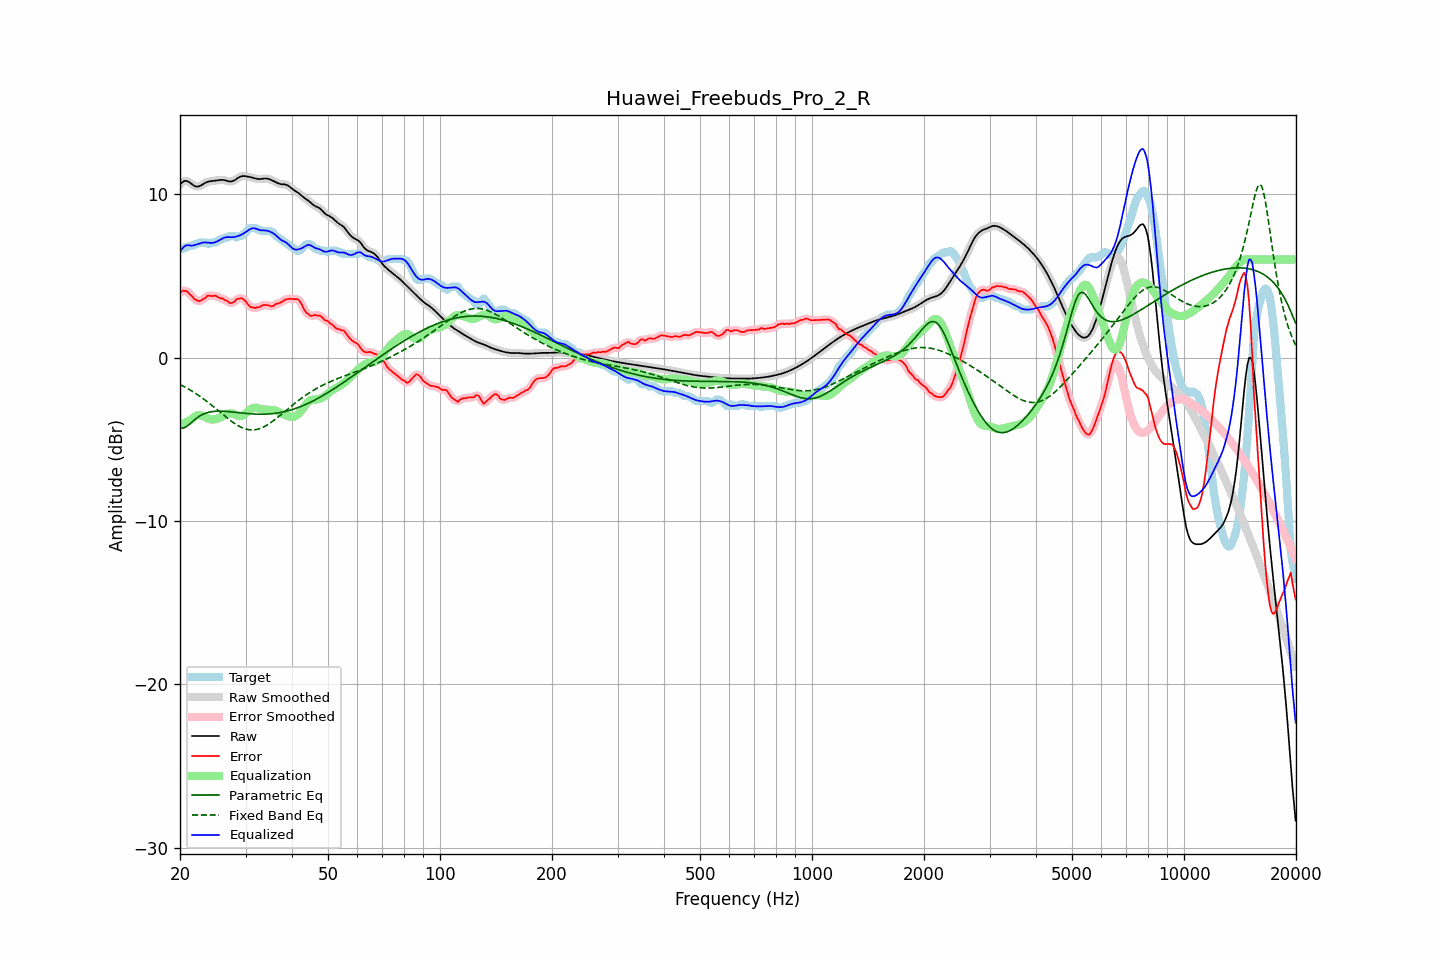 Huawei_Freebuds_Pro_2_R
10
0
−10
−20
−30
Amplitude (dBr)
Target
Raw Smoothed
Error Smoothed
Raw
Error
Equalization
Parametric Eq
Fixed Band Eq
Equalized
20 50 100 200 500 1000 2000 5000 10000 20000
Frequency (Hz)